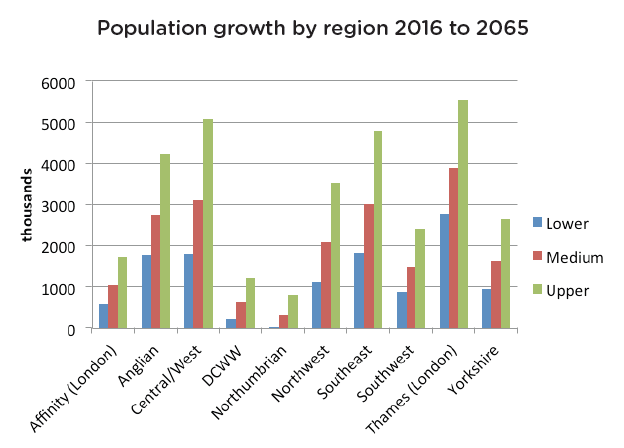 Population growth by region 2016 to 2065
6000
5000
4000
3000
2000
1000
0
thousands
Affinity (London)
Anglian
Central/West
DCWW
Northumbrian
Northwest
Southeast
Southwest
Thames (London)
Yorkshire
Lower
Medium
Upper